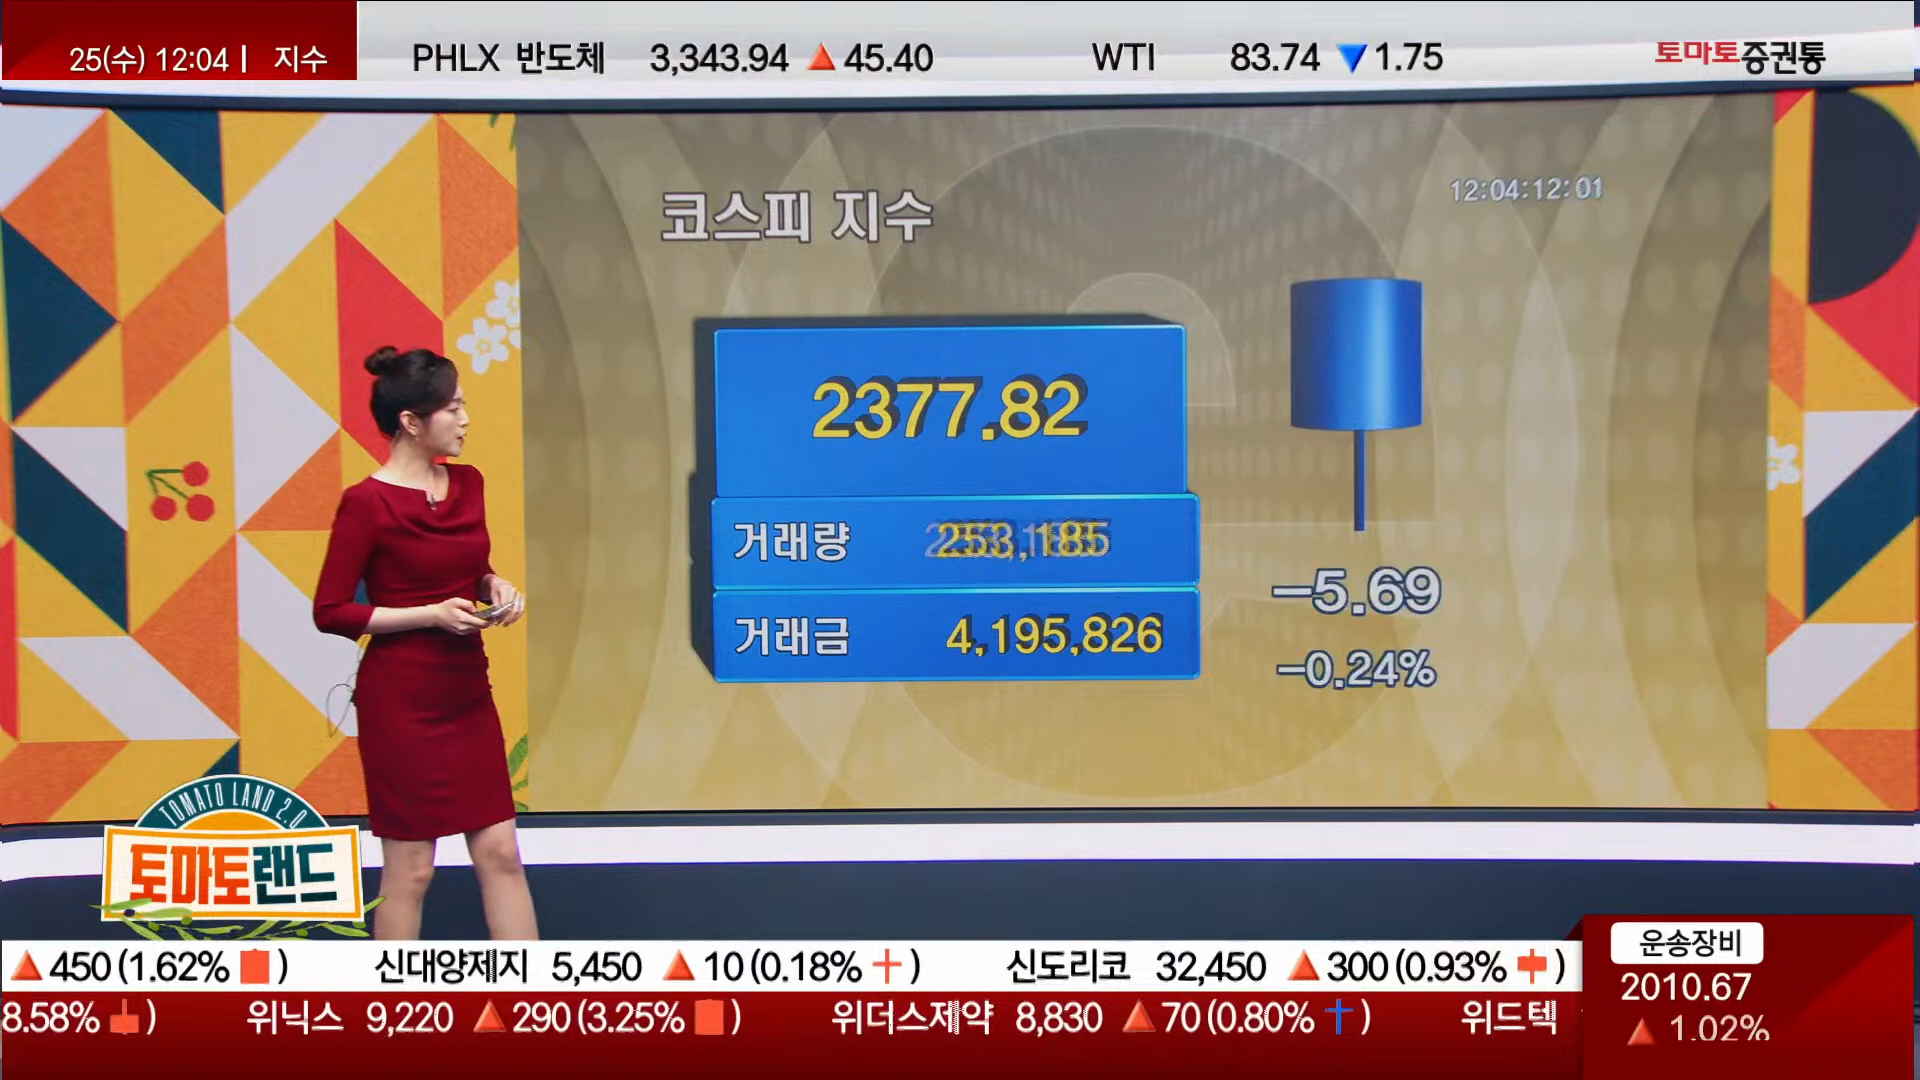 25(수) 12:04 | 지수
PHLX 반도체 3,343.94 ▲ 45.40 WTI 83.74 ▼ 1.75
토마토증권통
코스피 지수
12:04:12:01
2377.82
거래량 253,185
거래금 4,195,826
-5.69
-0.24%
TOMATO LAND 2.0
토마토랜드
▲450(1.62% ) 신대양제지 5,450 ▲10(0.18% ) 신도리코 32,450 ▲300(0.93% )
8.58% ) 위닉스 9,220 ▲290(3.25% ) 위더스제약 8,830 ▲70(0.80% ) 위드텍
운송장비
2010.67
▲ 1.02%